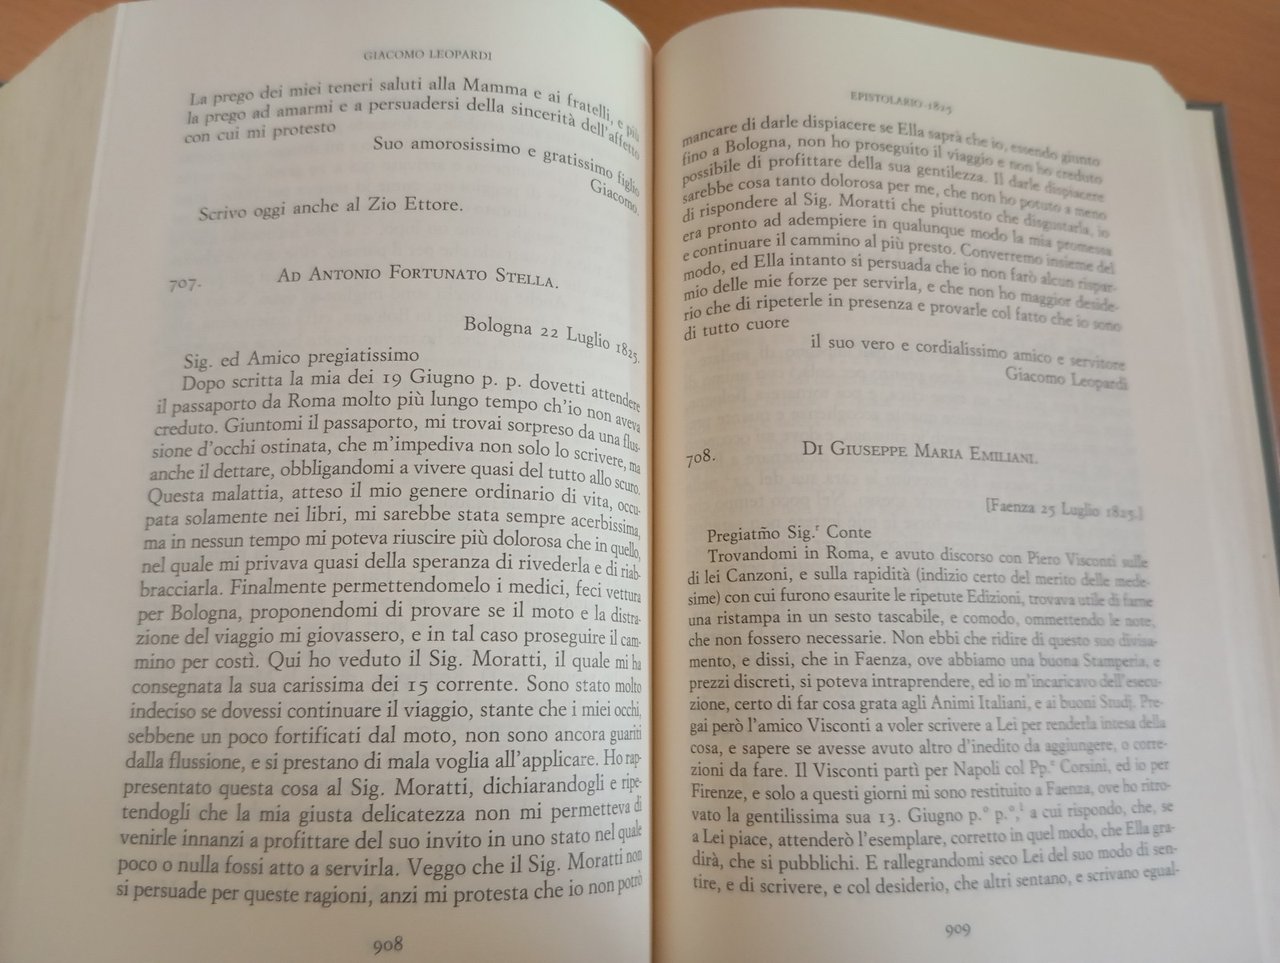 GIACOMO LEOPARDI
La prego dei miei teneri saluti alla Mamma e ai fratelli, e più
la prego ad amarmi e a persuadersi della sincerità dell'affetto
con cui mi protesto
Suo amorosissimo e gratissimo figlio
Giacomo.
Scrivo oggi anche al Zio Ettore.
707. AD ANTONIO FORTUNATO STELLA.
Bologna 22 Luglio 1825.
Sig. ed Amico pregiatissimo
Dopo scritta la mia dei 19 Giugno p. p. dovetti attendere
il passaporto da Roma molto più lungo tempo ch'io non aveva
creduto. Giuntomi il passaporto, mi trovai sorpreso da una flus-
sione d'occhi ostinata, che m'impediva non solo lo scrivere, ma
anche il dettare, obbligandomi a vivere quasi del tutto allo scuro.
Questa malattia, atteso il mio genere ordinario di vita, occu-
pata solamente nei libri, mi sarebbe stata sempre acerbissima,
ma in nessun tempo mi poteva riuscire più dolorosa che in quello,
nel quale mi privava quasi della speranza di rivederla e di riab-
bracciarla. Finalmente permettendomelo i medici, feci vettura
per Bologna, proponendomi di provare se il moto e la distra-
zione del viaggio mi giovassero, e in tal caso proseguire il cam-
mino per costì. Qui ho veduto il Sig. Moratti, il quale mi ha
consegnata la sua carissima dei 15 corrente. Sono stato molto
indeciso se dovessi continuare il viaggio, stante che i miei occhi,
sebbene un poco fortificati dal moto, non sono ancora guariti
dalla flussione, e si prestano di mala voglia all'applicare. Ho rap-
presentato questa cosa al Sig. Moratti, dichiarandogli e ripe-
tendogli che la mia giusta delicatezza non mi permetteva di
venirle innanzi a profittare del suo invito in uno stato nel quale
poco o nulla fossi atto a servirla. Veggo che il Sig. Moratti non
si persuade per queste ragioni, anzi mi protesta che io non potrò
908
EPISTOLARIO 1825
mancare di darle dispiacere se Ella saprà che io, essendo giunto
fino a Bologna, non ho proseguito il viaggio e non ho creduto
possibile di profittare della sua gentilezza. Il darle dispiacere
sarebbe cosa tanto dolorosa per me, che non ho potuto a meno
di rispondere al Sig. Moratti che piuttosto che disgustarla, io
era pronto ad adempiere in qualunque modo la mia promessa
e continuare il cammino al più presto. Converremo insieme del
modo, ed Ella intanto si persuada che io non farò alcun rispar-
mio delle mie forze per servirla, e che non ho maggior deside-
rio che di ripeterle in presenza e provarle col fatto che io sono
di tutto cuore
il suo vero e cordialissimo amico e servitore
Giacomo Leopardi
708. DI GIUSEPPE MARIA EMILIANI.
[Faenza 25 Luglio 1825.]
Pregiatm̃o Sig.r Conte
Trovandomi in Roma, e avuto discorso con Piero Visconti sulle
di lei Canzoni, e sulla rapidità (indizio certo del merito delle mede-
sime) con cui furono esaurite le ripetute Edizioni, trovava utile di farne
una ristampa in un sesto tascabile, e comodo, ommettendo le note,
che non fossero necessarie. Non ebbi che ridire di questo suo divisa-
mento, e dissi, che in Faenza, ove abbiamo una buona Stamperia, e
prezzi discreti, si poteva intraprendere, ed io m'incaricavo dell'esecu-
zione, certo di far cosa grata agli Animi Italiani, e ai buoni Studj. Pre-
gai però l'amico Visconti a voler scrivere a Lei per renderla intesa della
cosa, e sapere se avesse avuto altro d'inedito da aggiungere, o corre-
zioni da fare. Il Visconti partì per Napoli col Pp.e Corsini, ed io per
Firenze, e solo a questi giorni mi sono restituito a Faenza, ove ho ritro-
vato la gentilissima sua 13. Giugno p.o p.o,1 a cui rispondo, che, se
a Lei piace, attenderò l'esemplare, corretto in quel modo, che Ella gra-
dirà, che si pubblichi. E rallegrandomi seco Lei del suo modo di sen-
tire, e di scrivere, e col desiderio, che altri sentano, e scrivano egual-
909